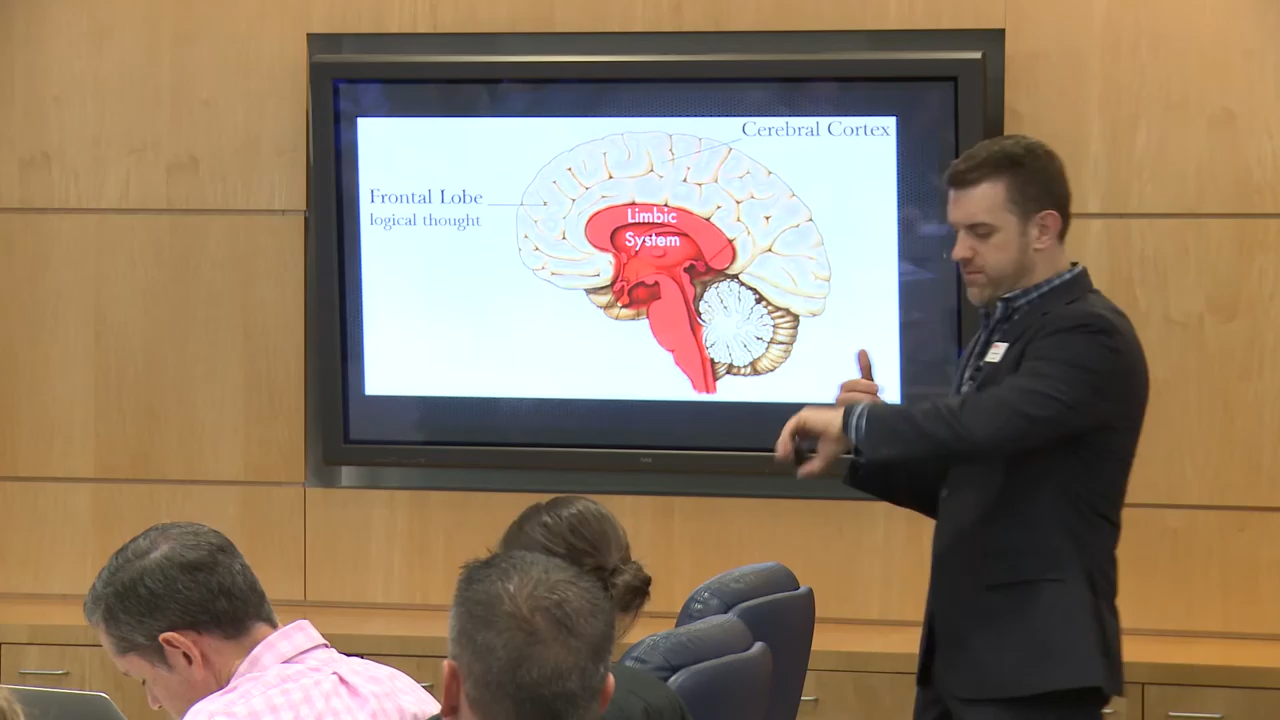 Cerebral Cortex
Frontal Lobe
logical thought
Limbic
System